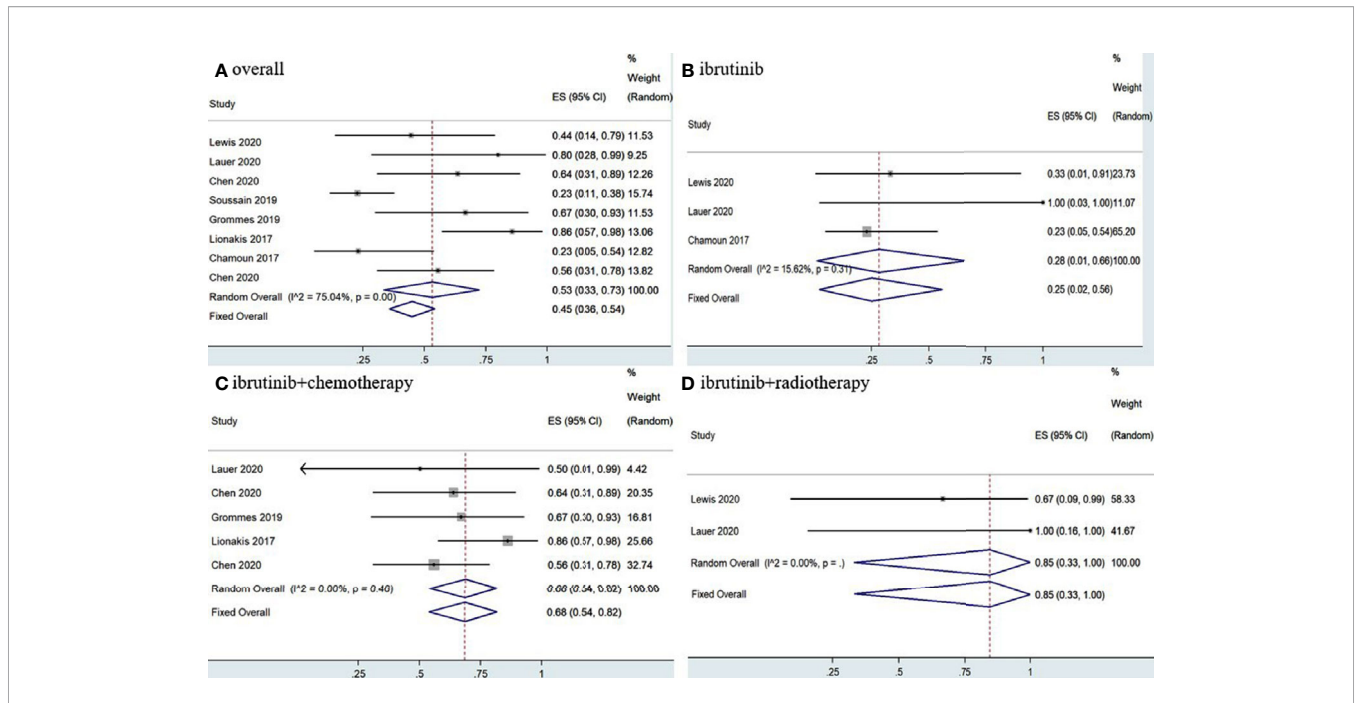 A overall
%
Weight
Study
ES (95% CI)
(Random)
Lewis 2020
0.44 (014, 0.79) 11.53
Lauer 2020
0.80 (028, 0.99) 9.25
Chen 2020
0.64 (031, 0.89) 12.26
Soussain 2019
0.23 (011, 0.38) 15.74
Grommes 2019
0.67 (030, 0.93) 11.53
Lionakis 2017
0.86 (057, 0.98) 13.06
Chamoun 2017
0.23 (005, 0.54) 12.82
Chen 2020
0.56 (031, 0.78) 13.82
Random Overall (I^2 = 75.04%, p = 0.00)
0.53 (033, 0.73) 100.00
Fixed Overall
0.45 (036, 0.54)
.25 .5 .75 1
B ibrutinib
%
Weight
ES (95% CI) (Random)
Study
Lewis 2020
0.33 (0.01, 0.91)23.73
Lauer 2020
1.00 (0.03, 1.00)11.07
Chamoun 2017
0.23 (0.05, 0.54)65.20
Random Overall (I^2 = 15.62%, p = 0.31)
0.28 (0.01, 0.66)100.00
Fixed Overall
0.25 (0.02, 0.56)
.25 .5 1
C ibrutinib+chemotherapy
%
Weight
Study ES (95% CI) (Random)
Lauer 2020 0.50 (0.01, 0.99) 4.42
Chen 2020 0.64 (0.31, 0.89) 20.35
Grommes 2019 0.67 (0.30, 0.93) 16.81
Lionakis 2017 0.86 (0.57, 0.98) 25.66
Chen 2020 0.56 (0.31, 0.78) 32.74
Random Overall (I^2 = 0.00%, p = 0.40) 100.00
Fixed Overall 0.68 (0.54, 0.82)
.25 .5 .75 1
D ibrutinib+radiotherapy
%
Weight
Study ES (95% CI) (Random)
Lewis 2020 0.67 (0.09, 0.99) 58.33
Lauer 2020 1.00 (0.16, 1.00) 41.67
Random Overall (I^2 = 0.00%, p = .) 0.85 (0.33, 1.00) 100.00
Fixed Overall 0.85 (0.33, 1.00)
.25 .5 .75 1